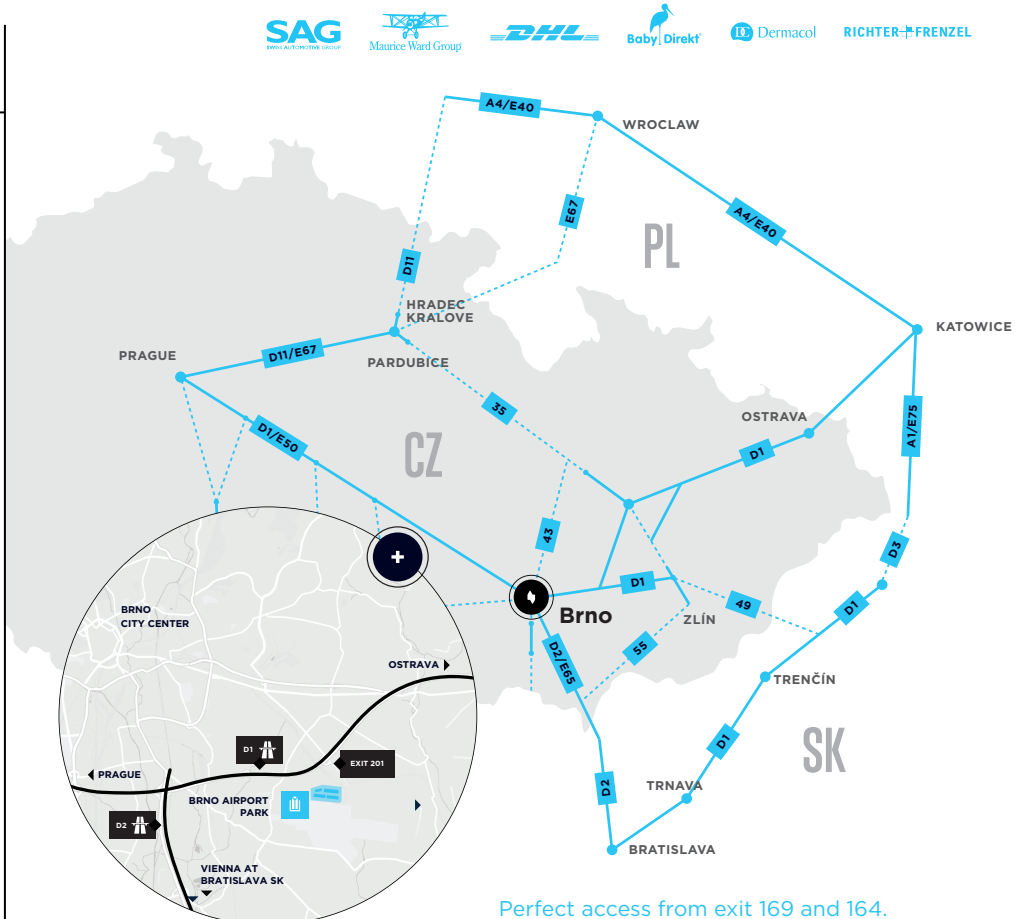 SAG
SWISS AUTOMOTIVE GROUP
Maurice Ward Group
DHL
Baby Direkt
DC Dermacol
RICHTER+FRENZEL
A4/E40
WROCLAW
E67
A4/E40
PL
D11
HRADEC
KRALOVE
KATOWICE
PRAGUE
D11/E67
PARDUBICE
35
OSTRAVA
A1/E75
D1/E50
CZ
D1
43
D3
D1
Brno
ZLÍN
49
D1
D2/E65
55
TRENČÍN
D1
SK
D2
TRNAVA
BRATISLAVA
BRNO
CITY CENTER
OSTRAVA
D1
EXIT 201
PRAGUE
BRNO AIRPORT
PARK
D2
VIENNA AT
BRATISLAVA SK
Perfect access from exit 169 and 164.